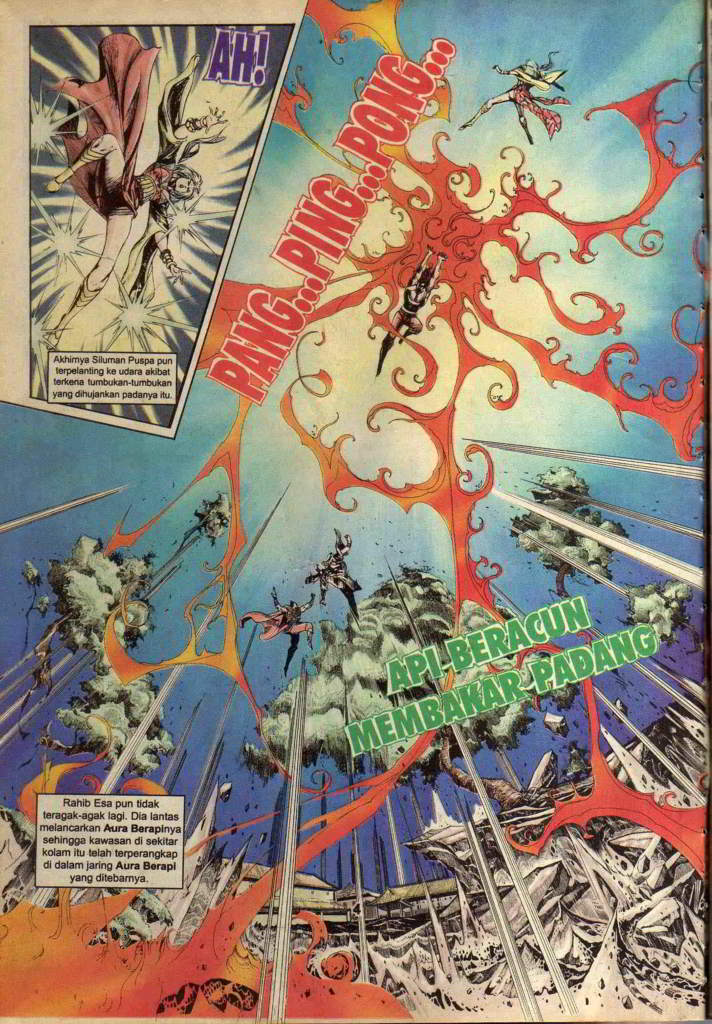 AH!
Akhirnya Siluman Puspa pun
terpelanting ke udara akibat
terkena tumbukan-tumbukan
yang dihujankan padanya itu.
PANG...PING...PONG...PONG...
API BERACUN
MEMBAKAR PADANG
Rahib Esa pun tidak
teragak-agak lagi. Dia lantas
melancarkan Aura Berapinya
sehingga kawasan di sekitar
kolam itu telah terperangkap
di dalam jaring Aura Berapi
yang ditebarnya.